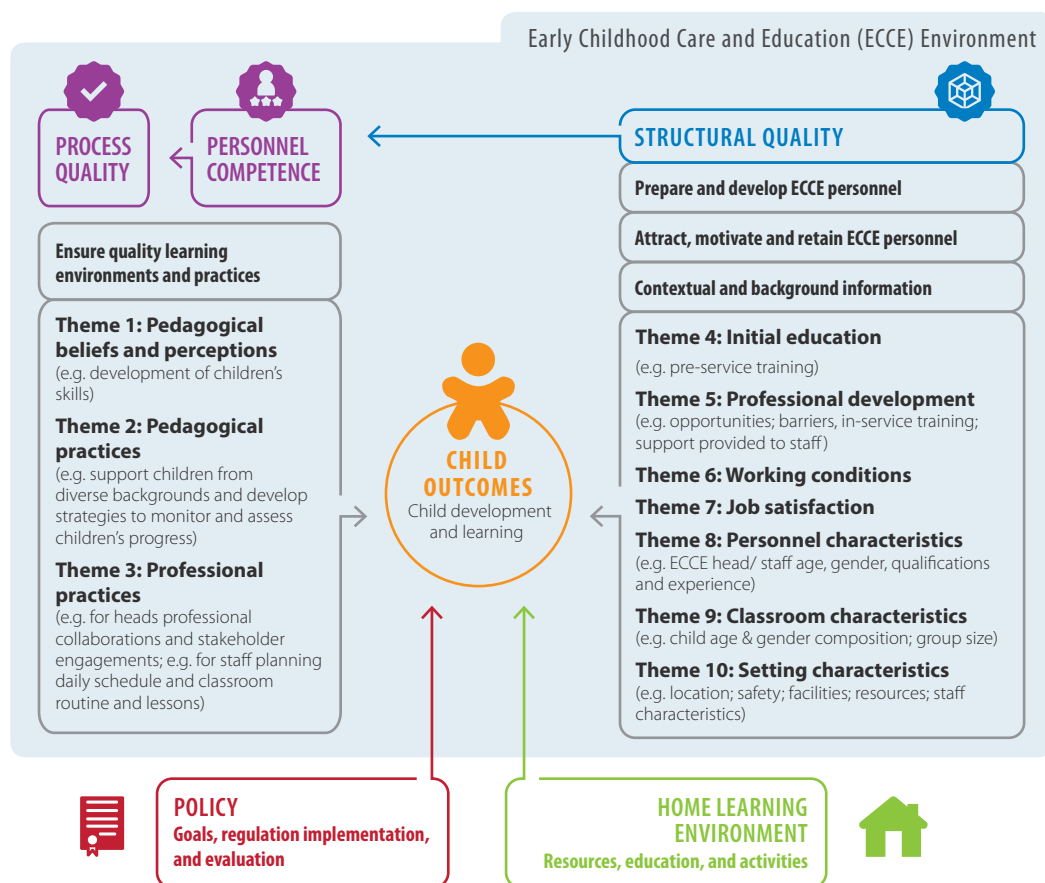 Early Childhood Care and Education (ECCE) Environment
PROCESS
QUALITY
PERSONNEL
COMPETENCE
Ensure quality learning
environments and practices
Theme 1: Pedagogical
beliefs and perceptions
(e.g. development of children's
skills)
Theme 2: Pedagogical
practices
(e.g. support children from
diverse backgrounds and develop
strategies to monitor and assess
children's progress)
Theme 3: Professional
practices
(e.g. for heads professional
collaborations and stakeholder
engagements; e.g. for staff planning
daily schedule and classroom
routine and lessons)
CHILD
OUTCOMES
Child development
and learning
STRUCTURAL QUALITY
Prepare and develop ECCE personnel
Attract, motivate and retain ECCE personnel
Contextual and background information
Theme 4: Initial education
(e.g. pre-service training)
Theme 5: Professional development
(e.g. opportunities; barriers, in-service training;
support provided to staff)
Theme 6: Working conditions
Theme 7: Job satisfaction
Theme 8: Personnel characteristics
(e.g. ECCE head/ staff age, gender, qualifications
and experience)
Theme 9: Classroom characteristics
(e.g. child age & gender composition; group size)
Theme 10: Setting characteristics
(e.g. location; safety; facilities; resources; staff
characteristics)
POLICY
Goals, regulation implementation,
and evaluation
HOME LEARNING
ENVIRONMENT
Resources, education, and activities